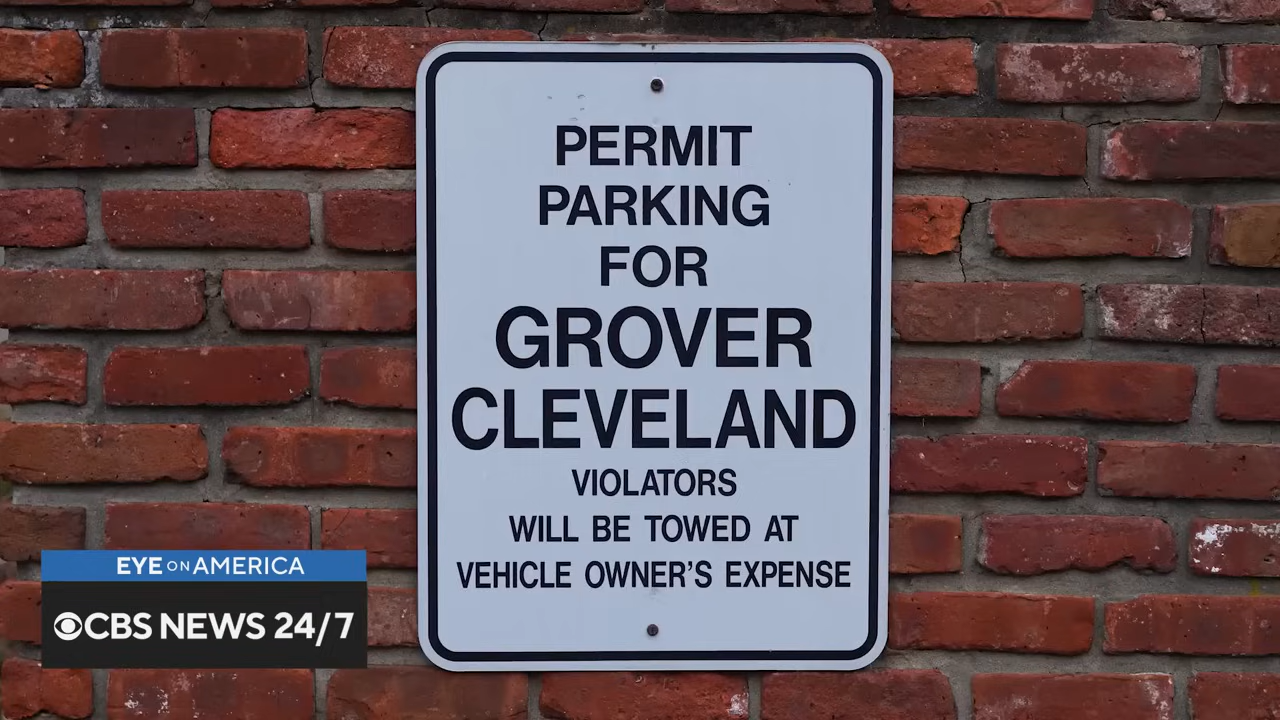 PERMIT
PARKING
FOR
GROVER
CLEVELAND
VIOLATORS
WILL BE TOWED AT
VEHICLE OWNER'S EXPENSE
EYE ON AMERICA
CBS NEWS 24/7